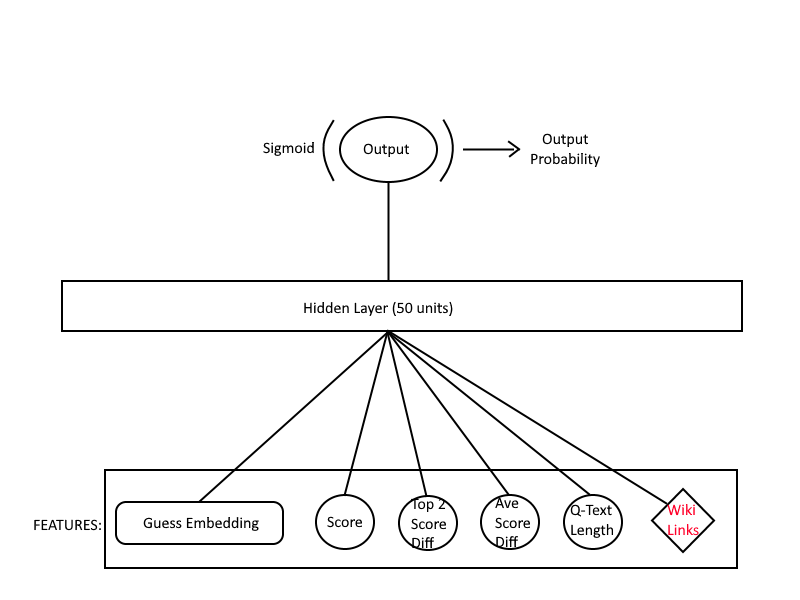 Sigmoid
Output
Output
Probability
Hidden Layer (50 units)
FEATURES:
Guess Embedding
Score
Top 2
Score
Diff
Ave
Score
Diff
Q-Text
Length
Wiki
Links